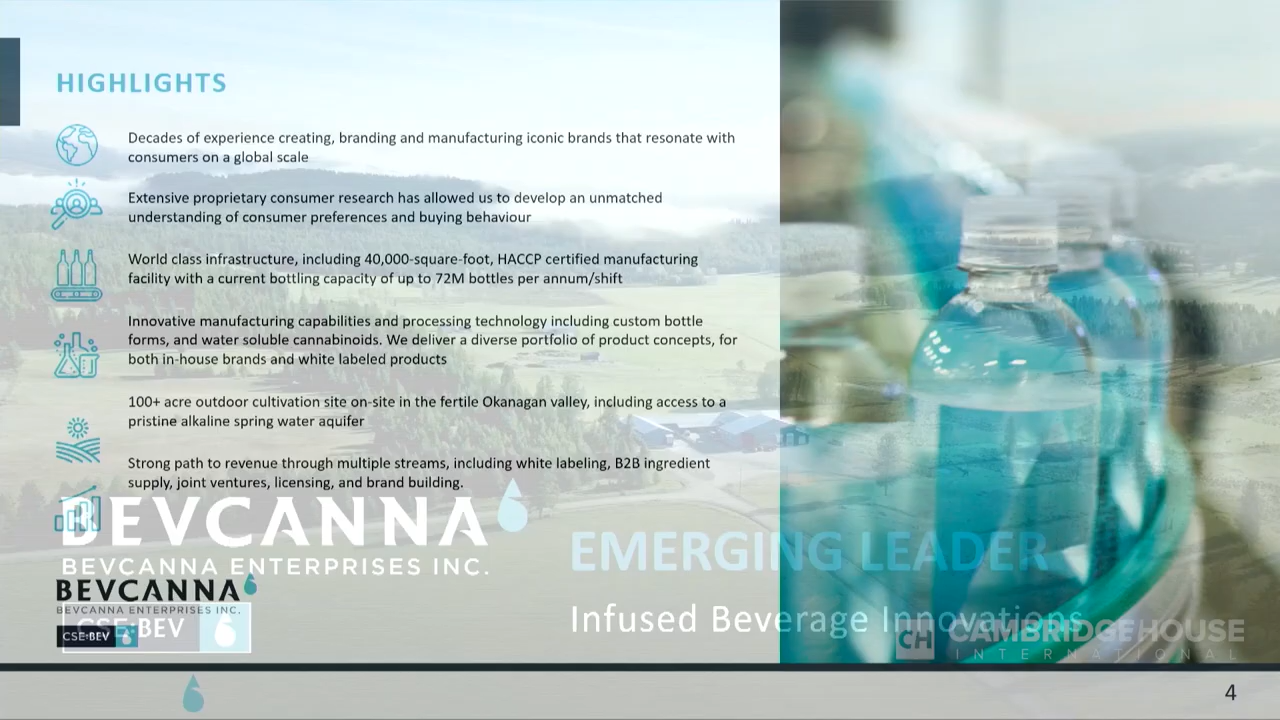 HIGHLIGHTS
Decades of experience creating, branding and manufacturing iconic brands that resonate with
consumers on a global scale
Extensive proprietary consumer research has allowed us to develop an unmatched
understanding of consumer preferences and buying behaviour
World class infrastructure, including 40,000-square-foot, HACCP certified manufacturing
facility with a current bottling capacity of up to 72M bottles per annum/shift
Innovative manufacturing capabilities and processing technology including custom bottle
forms, and water soluble cannabinoids. We deliver a diverse portfolio of product concepts, for
both in-house brands and white labeled products
100+ acre outdoor cultivation site on-site in the fertile Okanagan valley, including access to a
pristine alkaline spring water aquifer
Strong path to revenue through multiple streams, including white labeling, B2B ingredient
supply, joint ventures, licensing, and brand building.
BEVCANNA
BEVCANNA ENTERPRISES INC.
EMERGING LEADER
Infused Beverage Innovations
BEVCANNA
BEVCANNA ENTERPRISES INC.
CSE:BEV
CSE:BEV
CH CAMBRIDGE HOUSE
INTERNATIONAL
4